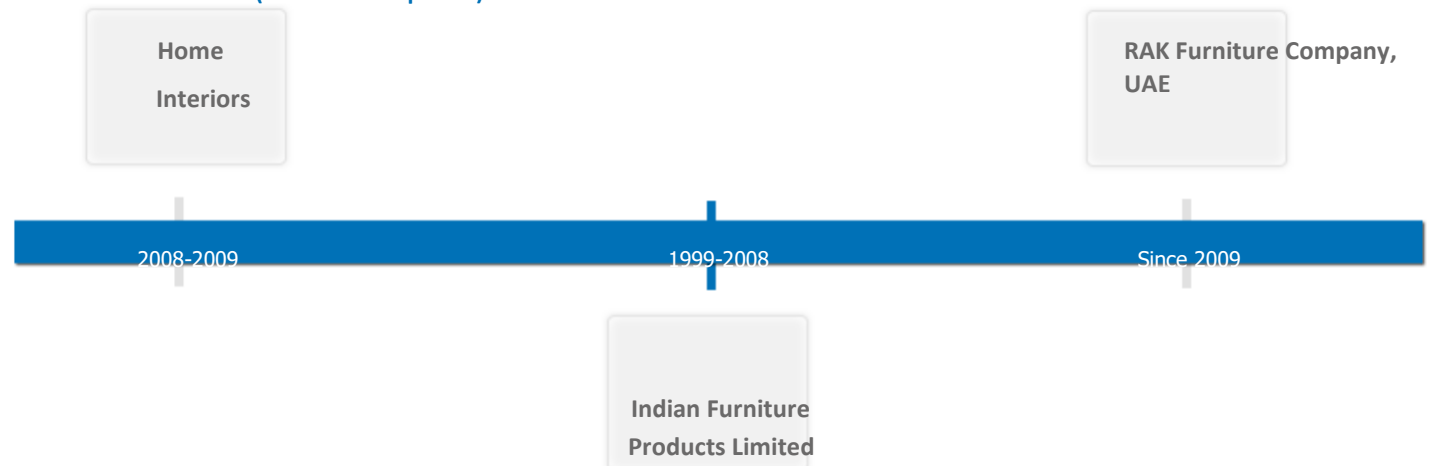 Home
Interiors
RAK Furniture Company,
UAE
2008-2009
1999-2008
Since 2009
Indian Furniture
Products Limited